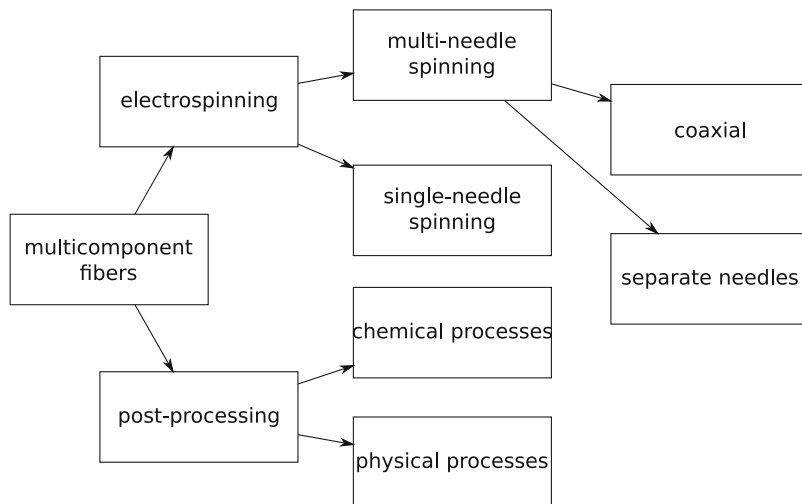 multi-needle
spinning
electrospinning
coaxial
single-needle
spinning
multicomponent
fibers
separate needles
chemical processes
post-processing
physical processes